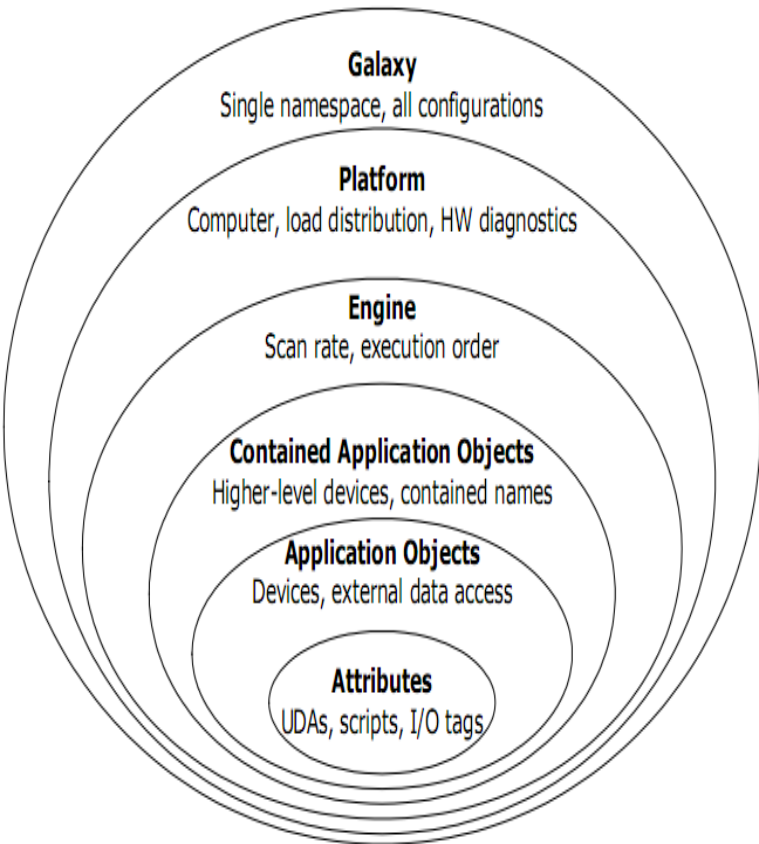 Galaxy
Single namespace, all configurations
Platform
Computer, load distribution, HW diagnostics
Engine
Scan rate, execution order
Contained Application Objects
Higher-level devices, contained names
Application Objects
Devices, external data access
Attributes
UDAs, scripts, I/O tags